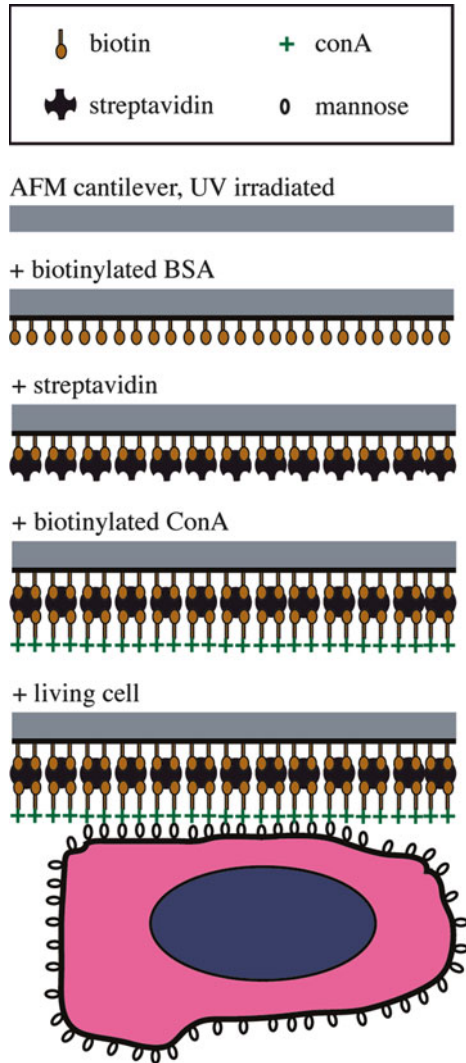 biotin
conA
streptavidin
mannose
AFM cantilever, UV irradiated
+ biotinylated BSA
+ streptavidin
+ biotinylated ConA
+ living cell